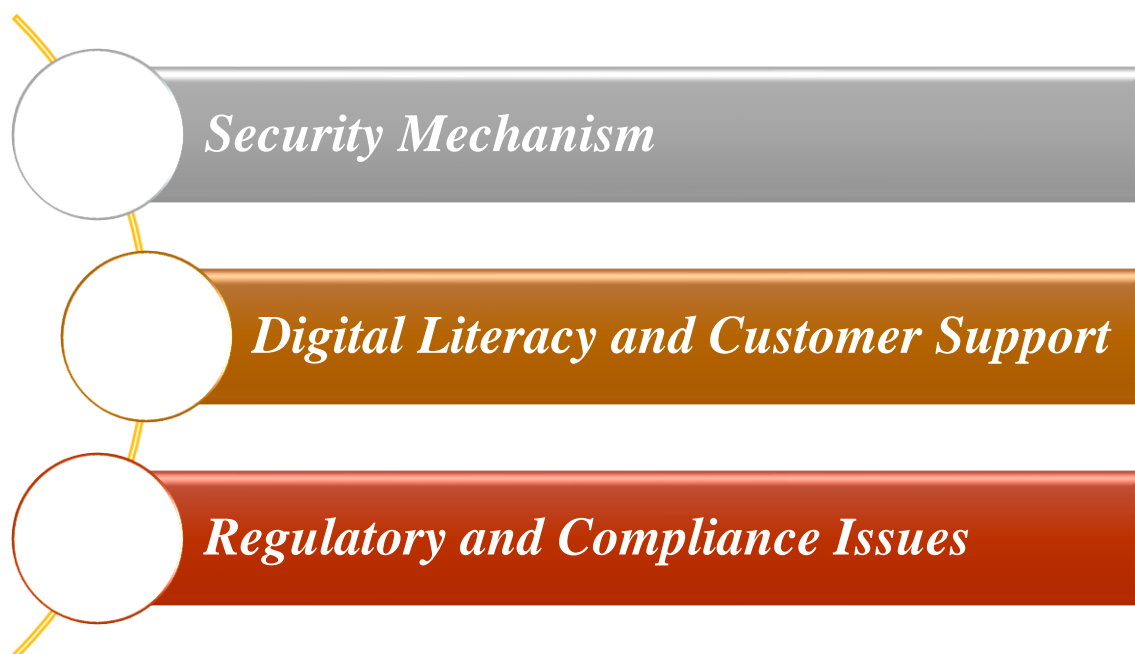 Security Mechanism
Digital Literacy and Customer Support
Regulatory and Compliance Issues